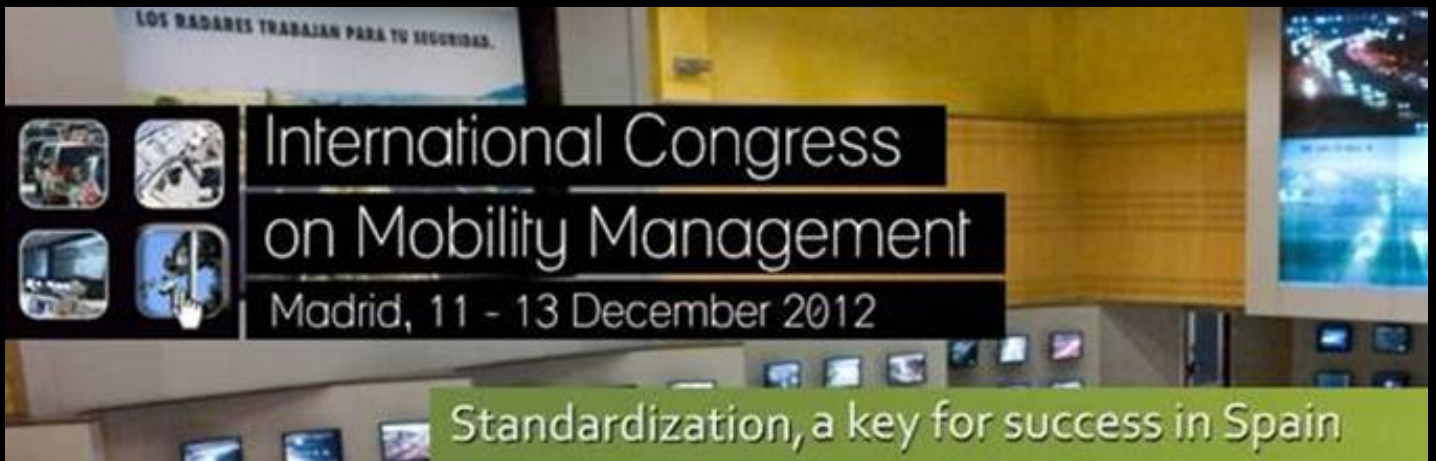 LOS RADARES TRABAJAN PARA TU SEGURIDAD.
International Congress
on Mobility Management
Madrid, 11 - 13 December 2012
Standardization, a key for success in Spain